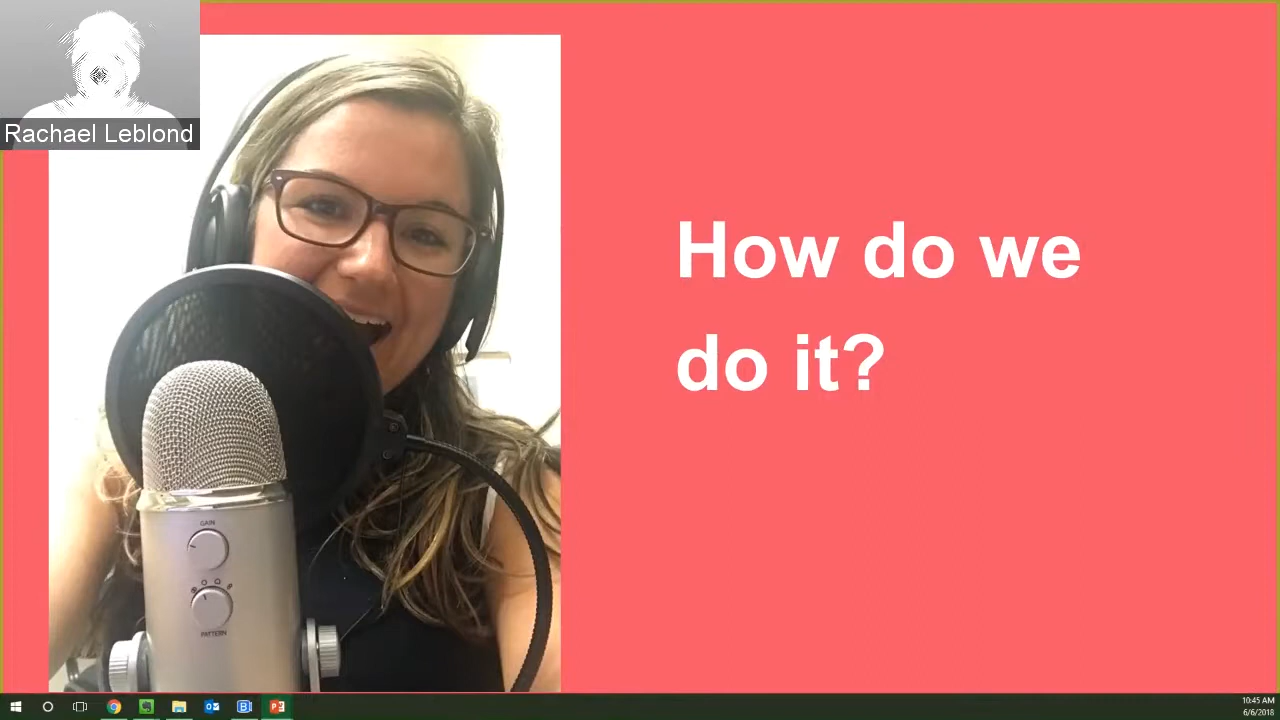 Rachael Leblond
How do we
do it?
GAIN
PATTERN
10:45 AM
6/6/2018